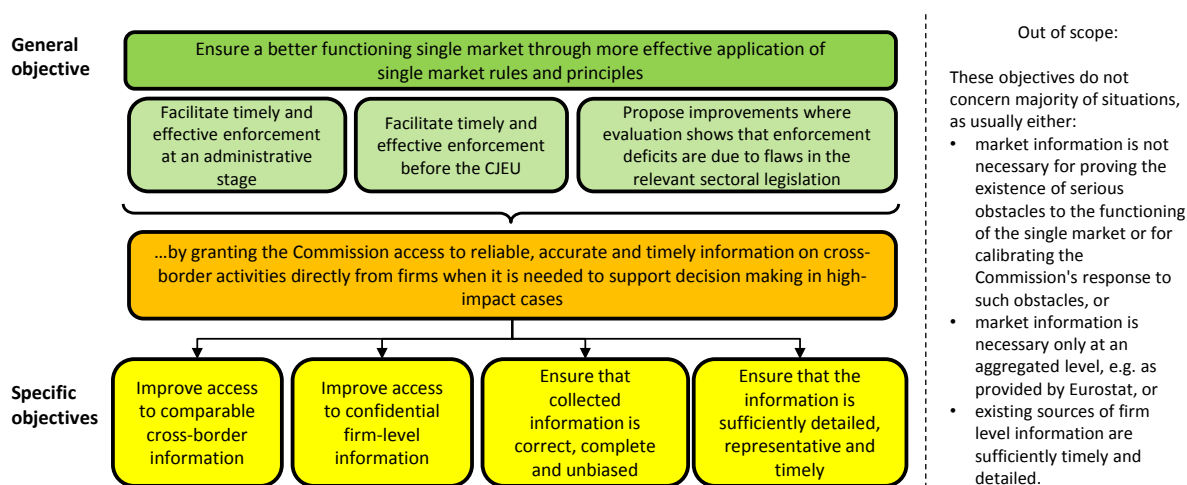 General
objective
Ensure a better functioning single market through more effective application of
single market rules and principles
Facilitate timely and
effective enforcement
at an administrative
stage
Facilitate timely and
effective enforcement
before the CJEU
Propose improvements where
evaluation shows that enforcement
deficits are due to flaws in the
relevant sectoral legislation
...by granting the Commission access to reliable, accurate and timely information on cross-
border activities directly from firms when it is needed to support decision making in high-
impact cases
Specific
objectives
Improve access
to comparable
cross-border
information
Improve access
to confidential
firm-level
information
Ensure that
collected
information is
correct, complete
and unbiased
Ensure that the
information is
sufficiently detailed,
representative and
timely
Out of scope:
These objectives do not
concern majority of situations,
as usually either:
• market information is not
necessary for proving the
existence of serious
obstacles to the functioning
of the single market or for
calibrating the
Commission's response to
such obstacles, or
• market information is
necessary only at an
aggregated level, e.g. as
provided by Eurostat, or
• existing sources of firm
level information are
sufficiently timely and
detailed.